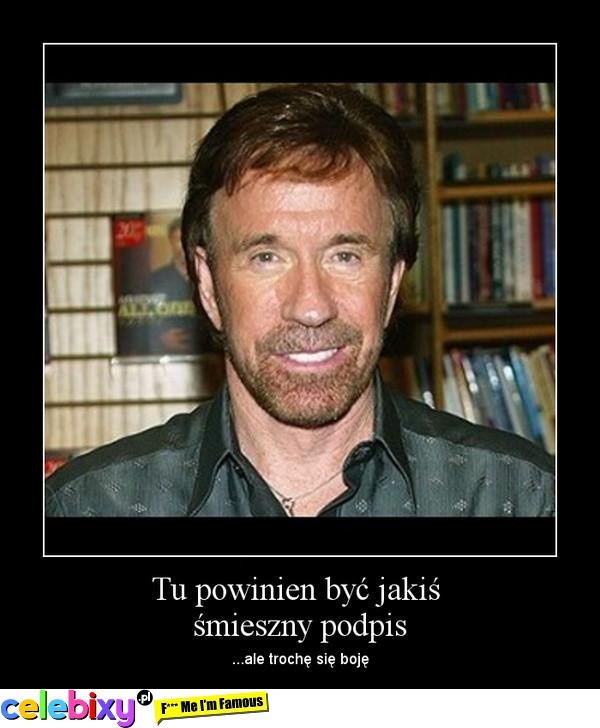 Tu powinien być jakiś
śmieszny podpis
...ale trochę się boję
celebixy.pl
F*** Me I'm Famous